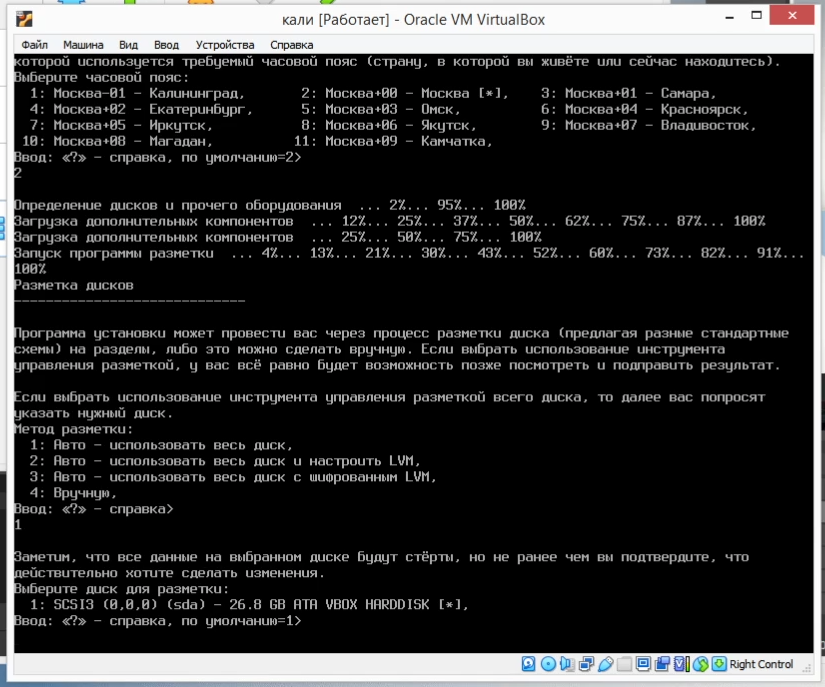 кали [Работает] - Oracle VM VirtualBox
Файл Машина Вид Ввод Устройства Справка
которой используется требуемый часовой пояс (страну, в которой вы живёте или сейчас находитесь).
Выберите часовой пояс:
1: Москва-01 - Калининград, 2: Москва+00 - Москва [*], 3: Москва+01 - Самара,
4: Москва+02 - Екатеринбург, 5: Москва+03 - Омск, 6: Москва+04 - Красноярск,
7: Москва+05 - Иркутск, 8: Москва+06 - Якутск, 9: Москва+07 - Владивосток,
10: Москва+08 - Магадан, 11: Москва+09 - Камчатка,
Ввод: «?» - справка, по умолчанию=2>
2
Определение дисков и прочего оборудования ... 2%... 95%... 100%
Загрузка дополнительных компонентов ... 12%... 25%... 37%... 50%... 62%... 75%... 87%... 100%
Загрузка дополнительных компонентов ... 25%... 50%... 75%... 100%
Запуск программы разметки ... 4%... 13%... 21%... 30%... 43%... 52%... 60%... 73%... 82%... 91%...
100%
Разметка дисков
-----------------------------
Программа установки может провести вас через процесс разметки диска (предлагая разные стандартные
схемы) на разделы, либо это можно сделать вручную. Если выбрать использование инструмента
управления разметкой, у вас всё равно будет возможность позже посмотреть и подправить результат.
Если выбрать использование инструмента управления разметкой всего диска, то далее вас попросят
указать нужный диск.
Метод разметки:
1: Авто - использовать весь диск,
2: Авто - использовать весь диск и настроить LVM,
3: Авто - использовать весь диск с шифрованным LVM,
4: Вручную,
Ввод: «?» - справка>
1
Заметим, что все данные на выбранном диске будут стёрты, но не ранее чем вы подтвердите, что
действительно хотите сделать изменения.
Выберите диск для разметки:
1: SCSI3 (0,0,0) (sda) - 26.8 GB ATA VBOX HARDDISK [*],
Ввод: «?» - справка, по умолчанию=1>
Right Control